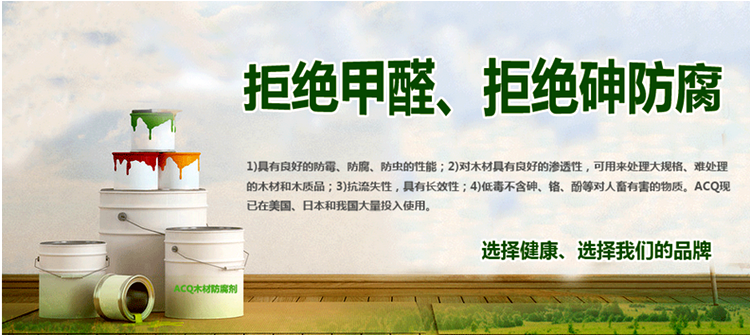 拒绝甲醛、拒绝砷防腐
1)具有良好的防霉、防腐、防虫的性能；2)对木材具有良好的渗透性，可用来处理大规格、难处理
的木材和木质品；3)抗流失性，具有长效性；4)低毒不含砷、铬、酚等对人畜有害的物质。ACQ现
已在美国、日本和我国大量投入使用。
选择健康、选择我们的品牌
ACQ木材防腐剂